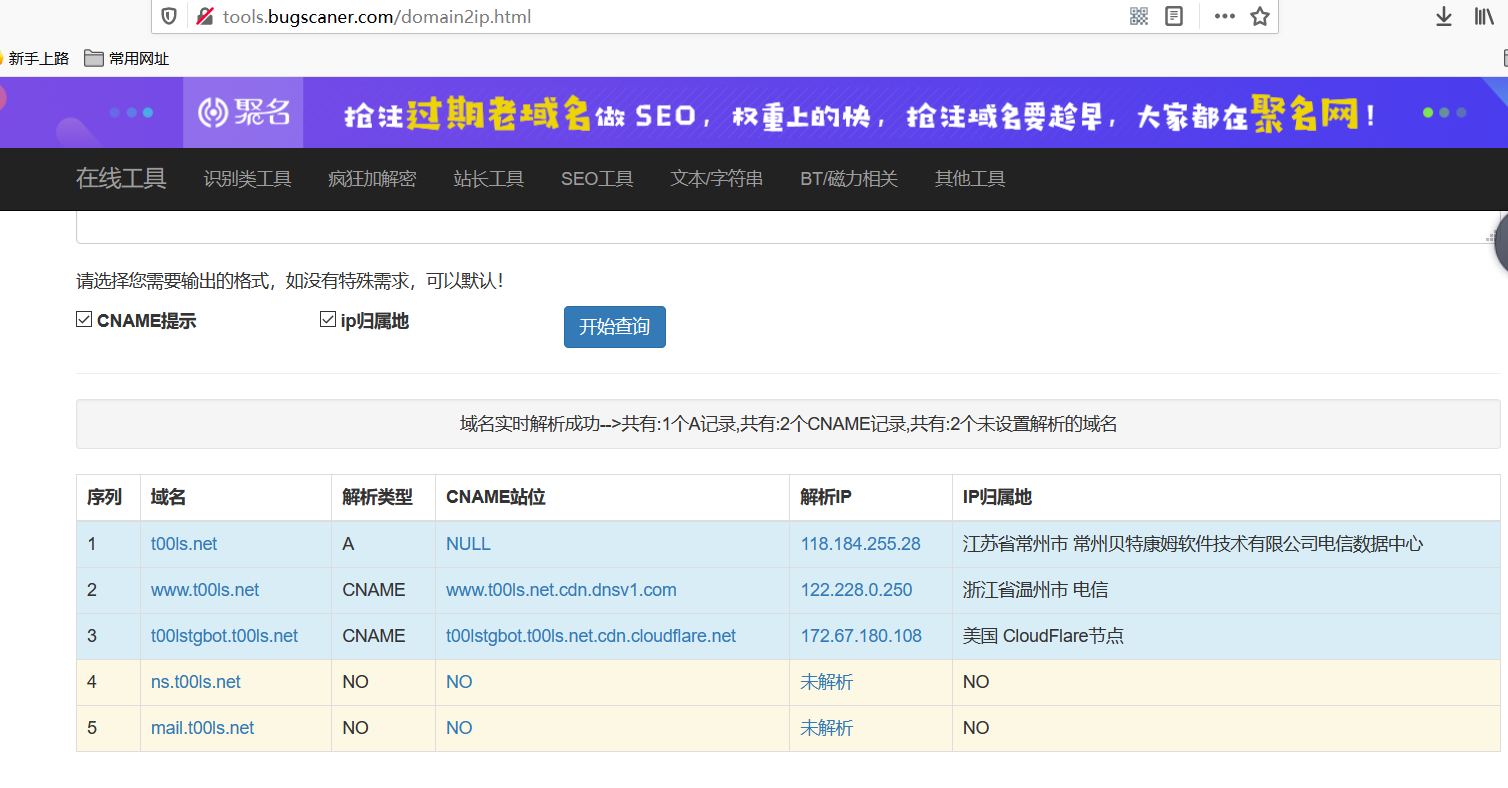 tools.bugscaner.com/domain2ip.html
新手上路 常用网址
聚名 抢注过期老域名做 SEO，权重上的快，抢注域名要趁早，大家都在聚名网！
在线工具 识别类工具 疯狂加解密 站长工具 SEO工具 文本/字符串 BT/磁力相关 其他工具
请选择您需要输出的格式，如没有特殊需求，可以默认！
CNAME提示 ip归属地 开始查询
域名实时解析成功-->共有:1个A记录,共有:2个CNAME记录,共有:2个未设置解析的域名
序列 域名 解析类型 CNAME站位 解析IP IP归属地
1 t00ls.net A NULL 118.184.255.28 江苏省常州市 常州贝特康姆软件技术有限公司电信数据中心
2 www.t00ls.net CNAME www.t00ls.net.cdn.dnsv1.com 122.228.0.250 浙江省温州市 电信
3 t00lstgbot.t00ls.net CNAME t00lstgbot.t00ls.net.cdn.cloudflare.net 172.67.180.108 美国 CloudFlare节点
4 ns.t00ls.net NO NO 未解析 NO
5 mail.t00ls.net NO NO 未解析 NO